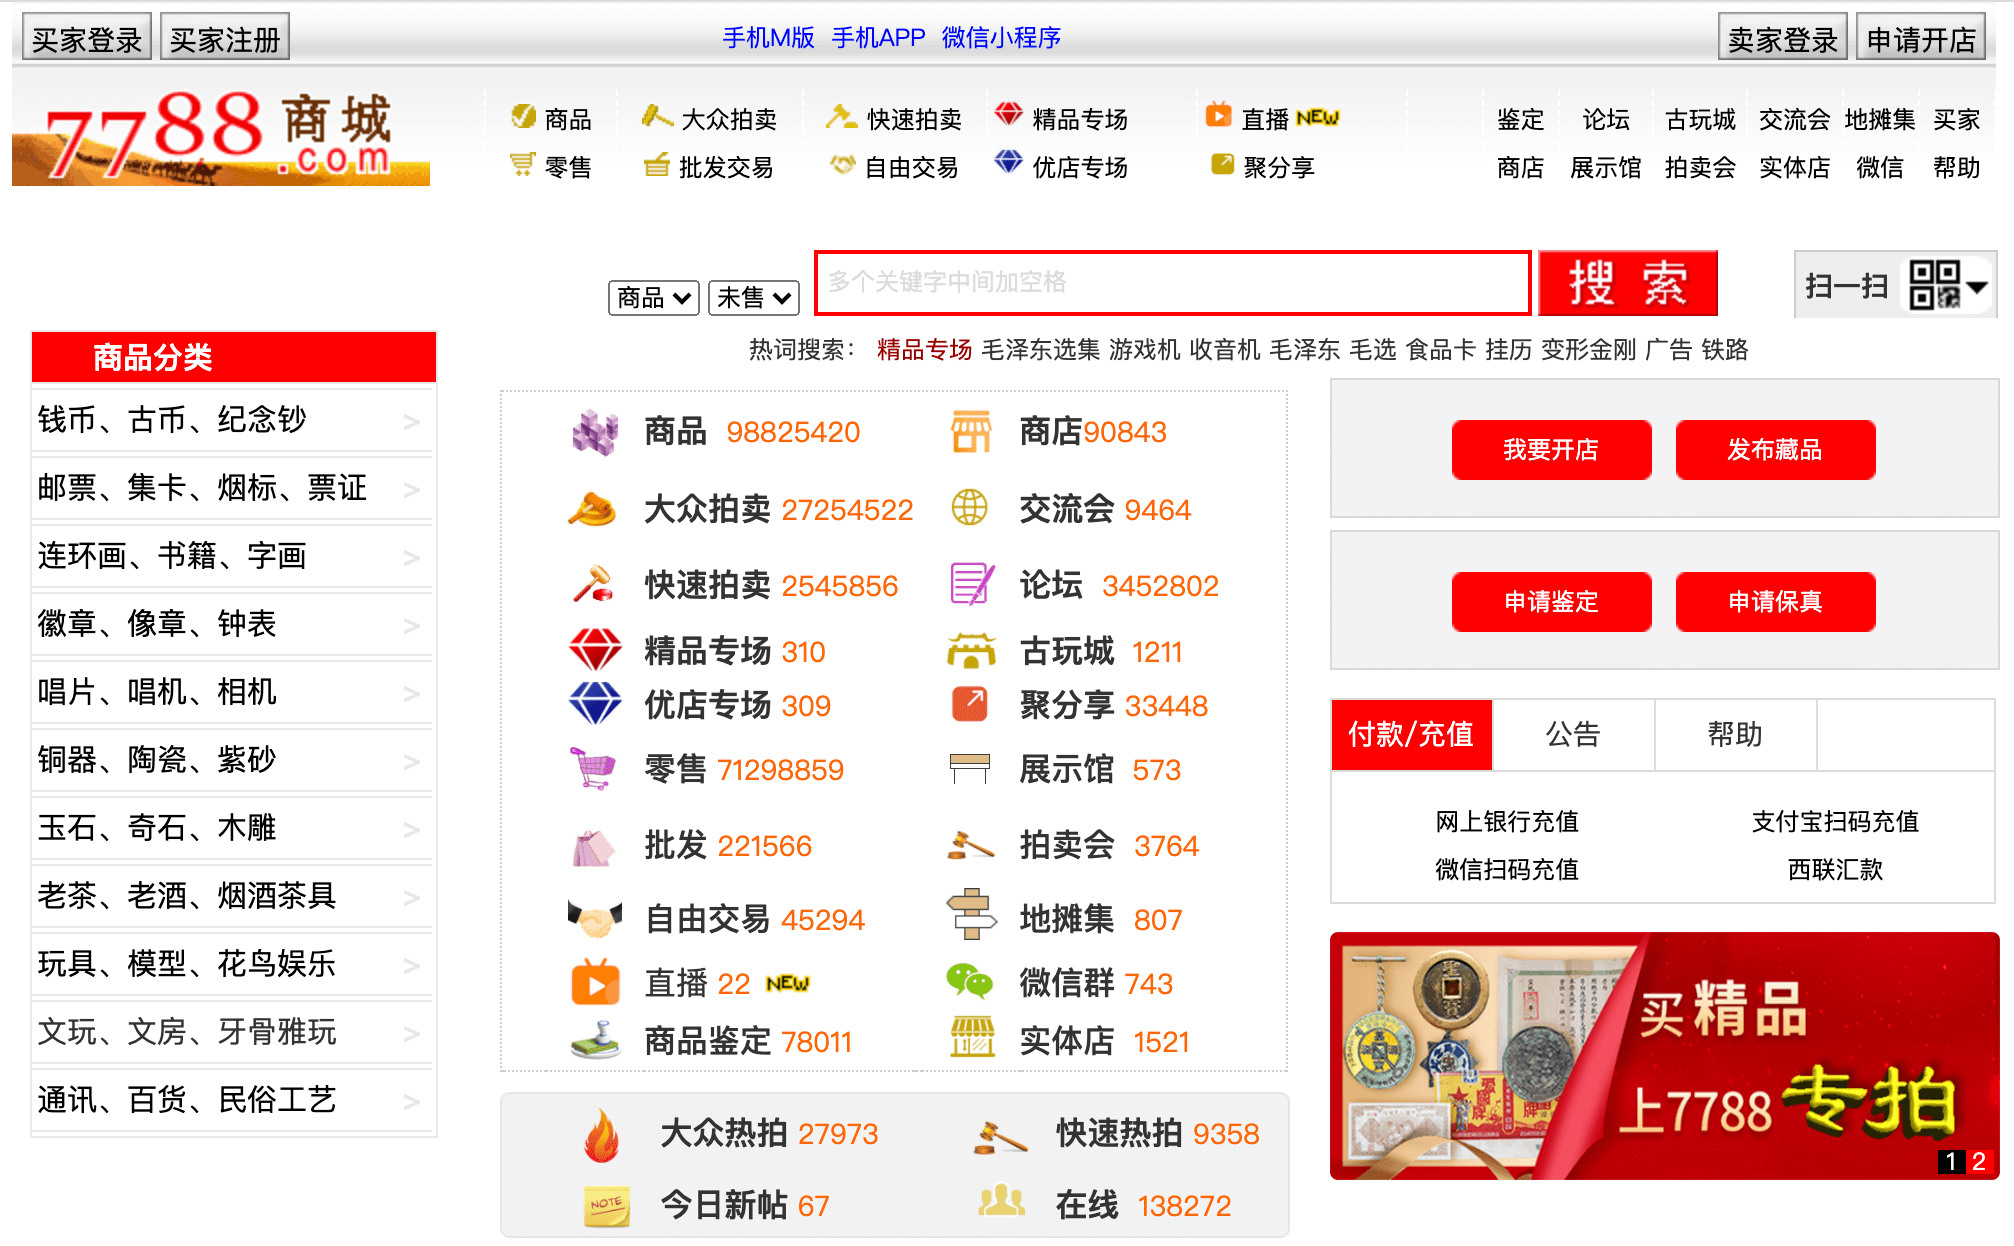 买家登录 买家注册 手机M版 手机APP 微信小程序 卖家登录 申请开店
7788商城.com
商品 大众拍卖 快速拍卖 精品专场 直播 NEW 鉴定 论坛 古玩城 交流会 地摊集 买家
零售 批发交易 自由交易 优店专场 聚分享 商店 展示馆 拍卖会 实体店 微信 帮助
商品 未售 多个关键字中间加空格 搜 索 扫一扫
热词搜索： 精品专场 毛泽东选集 游戏机 收音机 毛泽东 毛选 食品卡 挂历 变形金刚 广告 铁路
商品分类
钱币、古币、纪念钞 >
邮票、集卡、烟标、票证 >
连环画、书籍、字画 >
徽章、像章、钟表 >
唱片、唱机、相机 >
铜器、陶瓷、紫砂 >
玉石、奇石、木雕 >
老茶、老酒、烟酒茶具 >
玩具、模型、花鸟娱乐 >
文玩、文房、牙骨雅玩 >
通讯、百货、民俗工艺 >
商品 98825420 商店90843
大众拍卖 27254522 交流会 9464
快速拍卖 2545856 论坛 3452802
精品专场 310 古玩城 1211
优店专场 309 聚分享 33448
零售 71298859 展示馆 573
批发 221566 拍卖会 3764
自由交易 45294 地摊集 807
直播 22 NEW 微信群 743
商品鉴定 78011 实体店 1521
大众热拍 27973 快速热拍 9358
NOTE 今日新帖 67 在线 138272
我要开店 发布藏品
申请鉴定 申请保真
付款/充值 公告 帮助
网上银行充值 支付宝扫码充值
微信扫码充值 西联汇款
买精品
上7788专拍
1 2